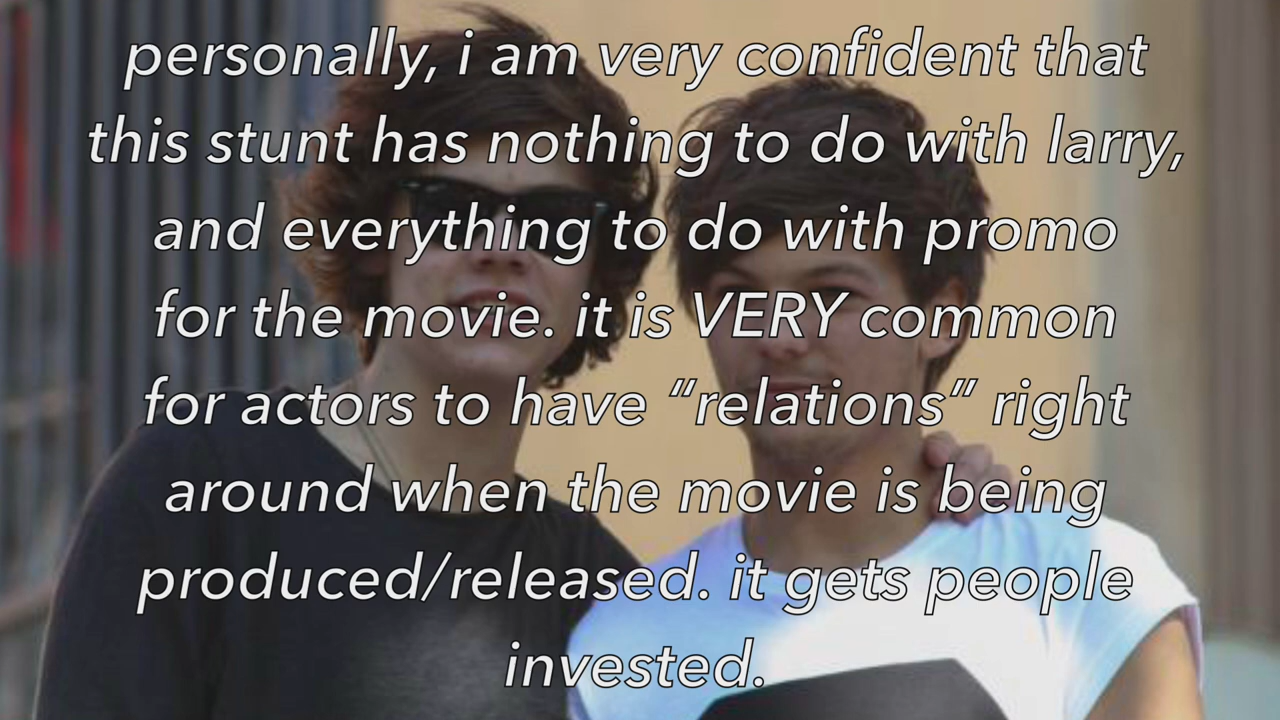 personally, i am very confident that
this stunt has nothing to do with larry,
and everything to do with promo
for the movie. it is VERY common
for actors to have “relations” right
around when the movie is being
produced/released. it gets people
invested.